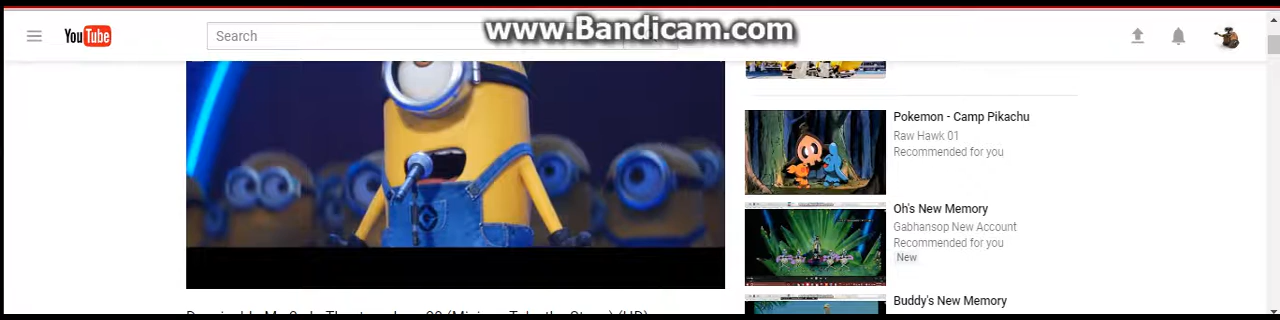 www.Bandicam.com
YouTube
Search
Pokemon - Camp Pikachu
Raw Hawk 01
Recommended for you
Oh's New Memory
Gabhansop New Account
Recommended for you
New
Buddy's New Memory